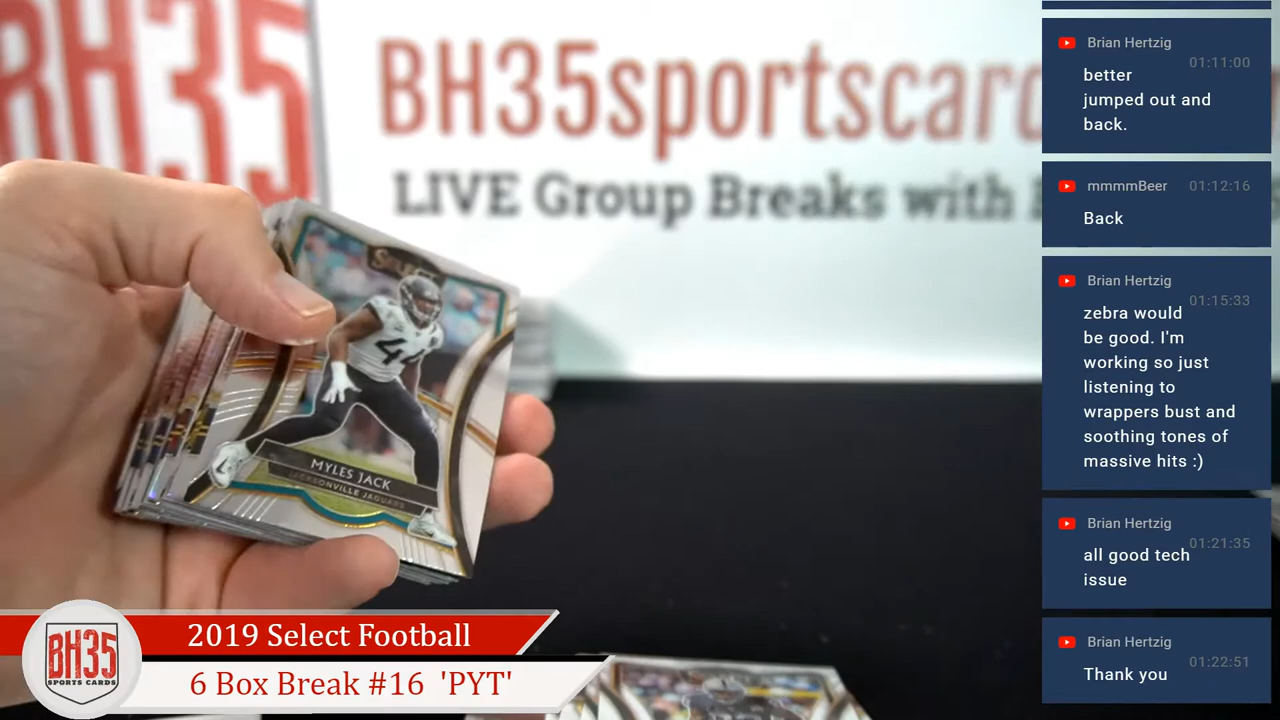 BH35
BH35sportscard
LIVE Group Breaks with
SELECT
44
MYLES JACK
JACKSONVILLE JAGUARS
BH35
SPORTS CARDS
2019 Select Football
6 Box Break #16 'PYT'
Brian Hertzig
01:11:00
better
jumped out and
back.
mmmmBeer 01:12:16
Back
Brian Hertzig
01:15:33
zebra would
be good. I'm
working so just
listening to
wrappers bust and
soothing tones of
massive hits :)
Brian Hertzig
01:21:35
all good tech
issue
Brian Hertzig
01:22:51
Thank you